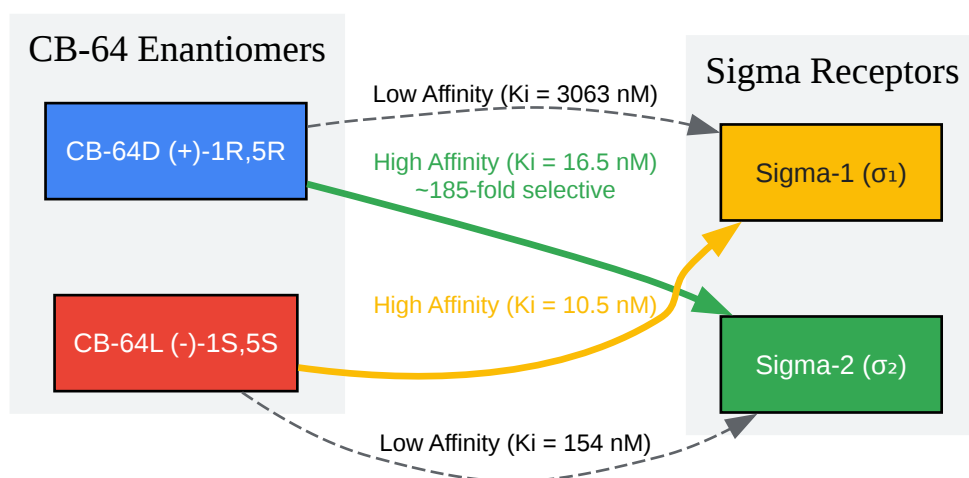 CB-64 Enantiomers
CB-64D (+)-1R,5R
CB-64L (-)-1S,5S
Low Affinity (Ki = 3063 nM)
High Affinity (Ki = 16.5 nM)
~185-fold selective
High Affinity (Ki = 10.5 nM)
Low Affinity (Ki = 154 nM)
Sigma Receptors
Sigma-1 (σ₁)
Sigma-2 (σ₂)